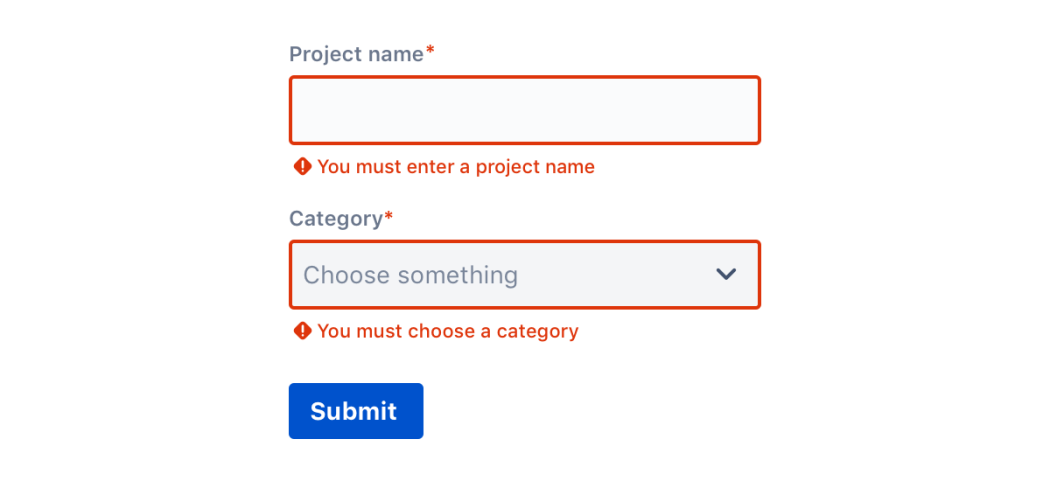 Project name*
You must enter a project name
Category*
Choose something
You must choose a category
Submit